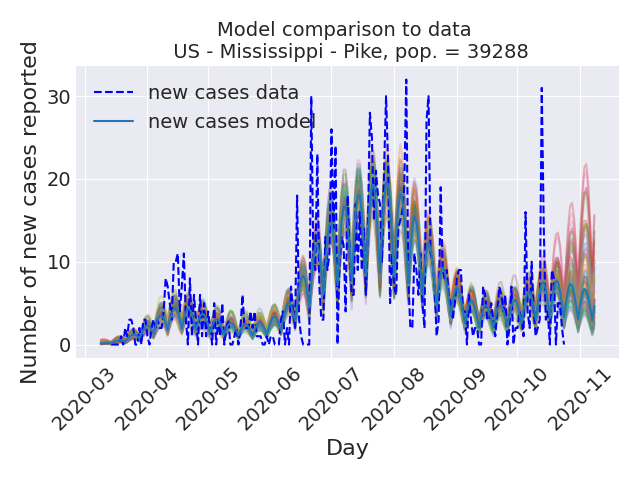 Model comparison to data
US - Mississippi - Pike, pop. = 39288
Number of new cases reported
30
20
10
0
new cases data
new cases model
2020-03
2020-04
2020-05
2020-06
2020-07
2020-08
2020-09
2020-10
2020-11
Day